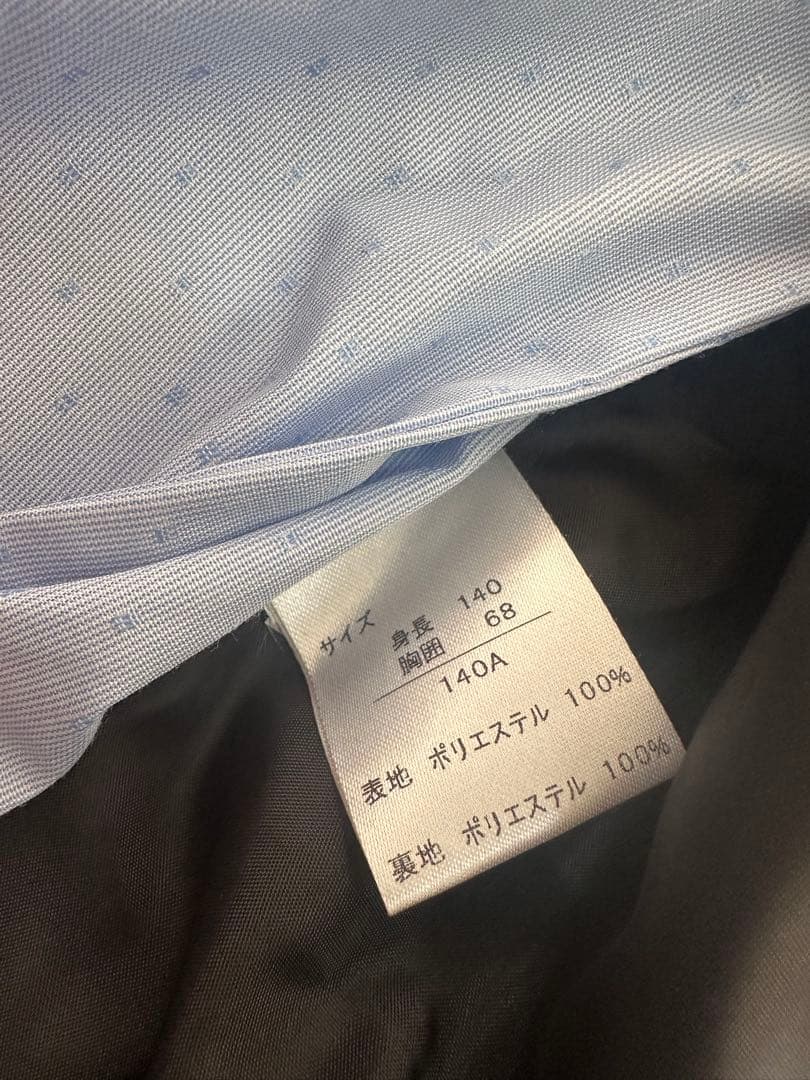 サイズ 身長 140
胸囲 68
140A
表地 ポリエステル 100%
裏地 ポリエステル 100%